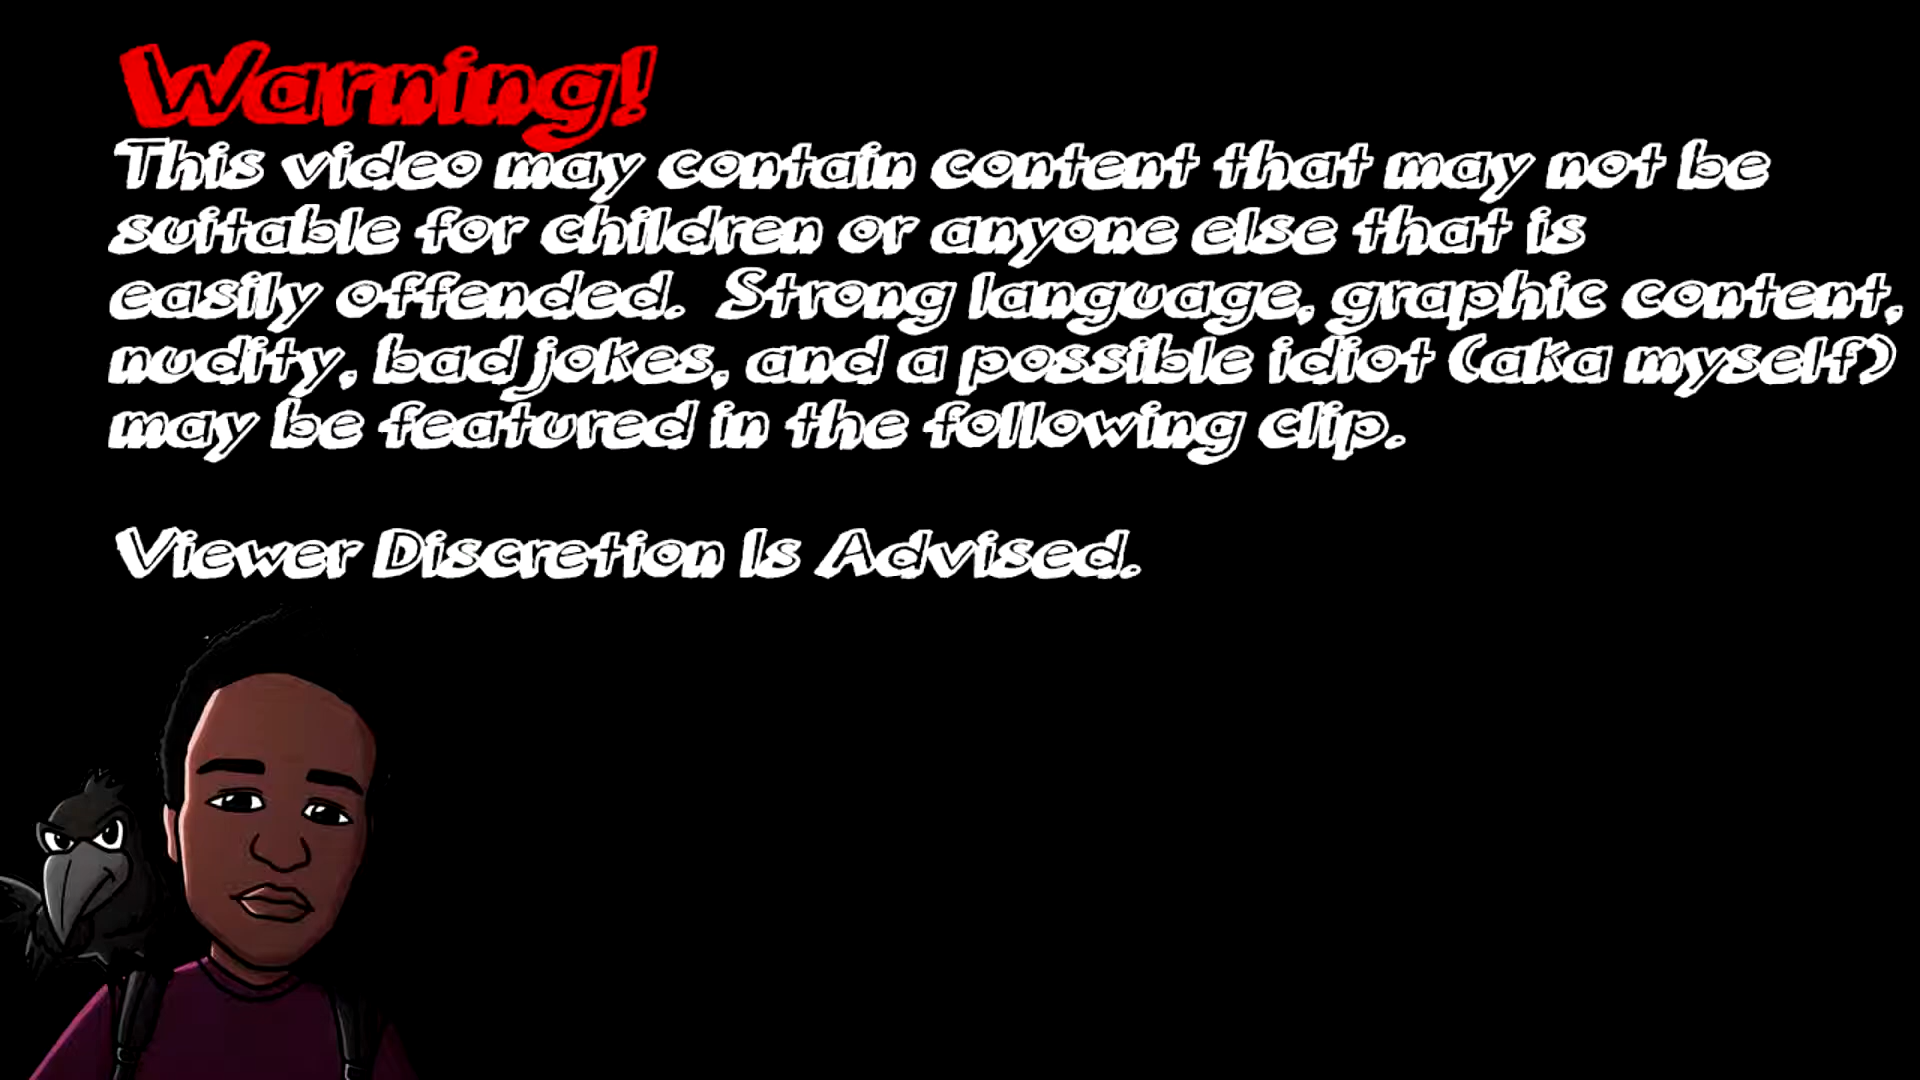 Warning!
This video may contain content that may not be
suitable for children or anyone else that is
easily offended.  Strong language, graphic content,
nudity, bad jokes, and a possible idiot (aka myself)
may be featured in the following clip.
Viewer Discretion Is Advised.